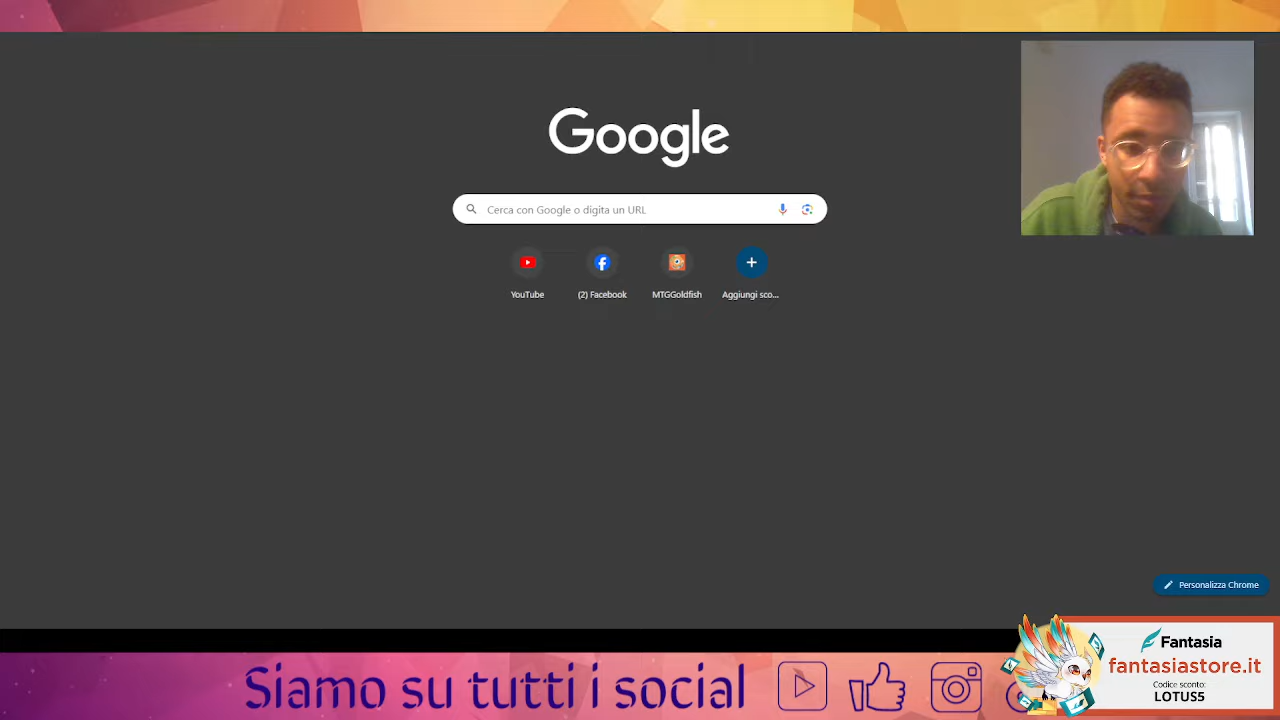 Google
Cerca con Google o digita un URL
YouTube
(2) Facebook
MTGGoldfish
Aggiungi sco...
Personalizza Chrome
Fantasia
fantasiastore.it
Codice sconto:
LOTUS5
Siamo su tutti i social